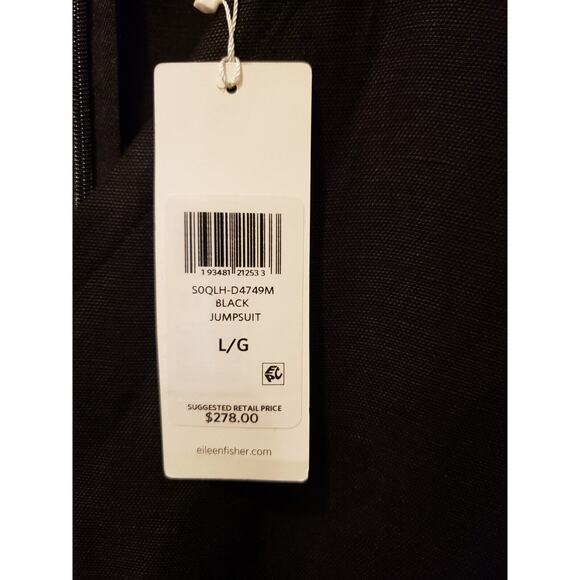 1 93481 21253 3
S0QLH-D4749M
BLACK
JUMPSUIT
L/G
SUGGESTED RETAIL PRICE
$278.00
eileenfisher.com